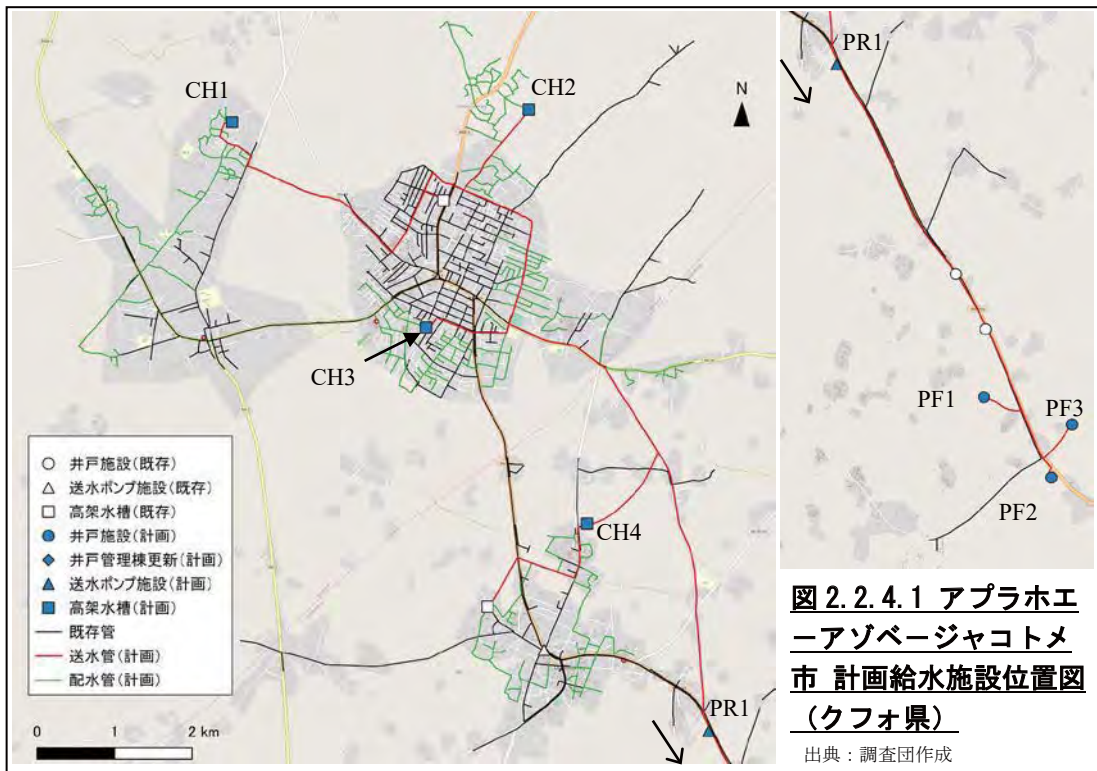 CH1
CH2
N
CH3
CH4
PR1
井戸施設(既存)
送水ポンプ施設(既存)
高架水槽(既存)
井戸施設(計画)
井戸管理棟更新(計画)
送水ポンプ施設(計画)
高架水槽(計画)
既存管
送水管(計画)
配水管(計画)
0 1 2 km
PR1
PF1
PF3
PF2
図 2.2.4.1 アプラホエ
ーアゾベージャコトメ
市 計画給水施設位置図
（クフォ県）
出典：調査団作成